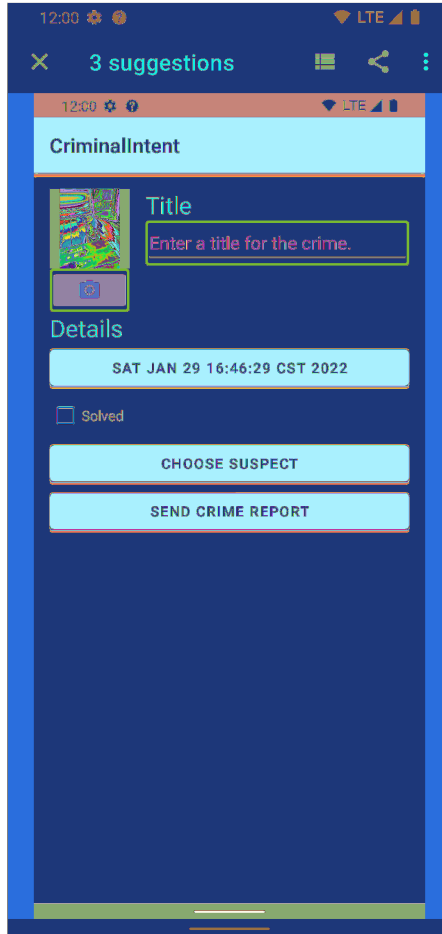 12:00 LTE
3 suggestions
12:00 LTE
CriminalIntent
Title
Enter a title for the crime.
Details
SAT JAN 29 16:46:29 CST 2022
Solved
CHOOSE SUSPECT
SEND CRIME REPORT